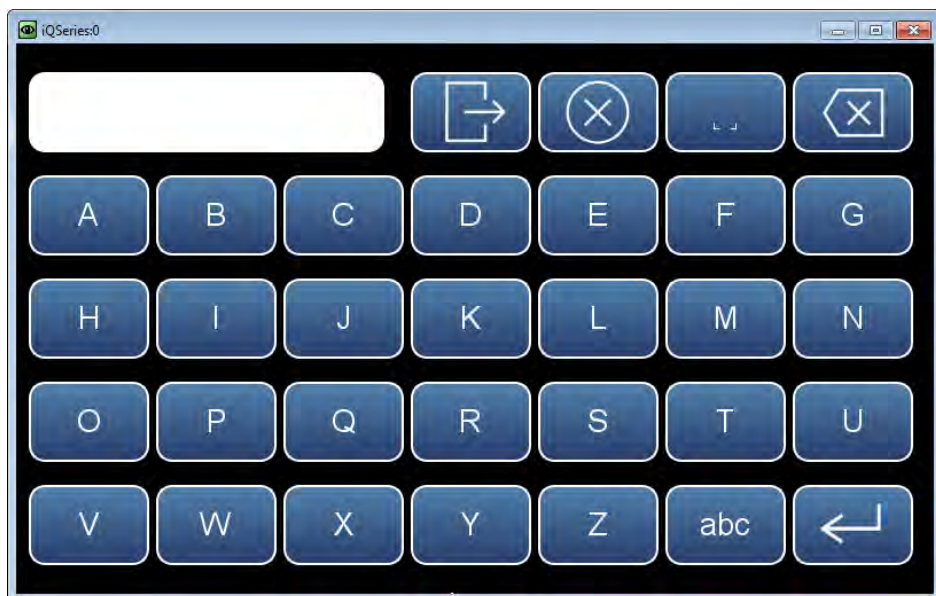 iQSeries:0
A B C D E F G
H I J K L M N
O P Q R S T U
V W X Y Z abc